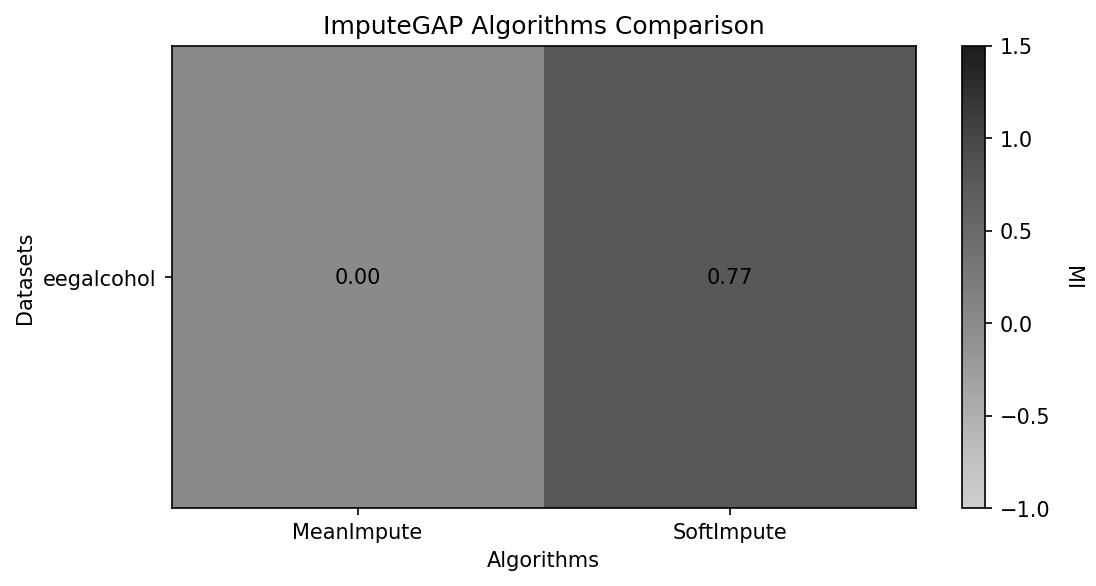 ImputeGAP Algorithms Comparison
Datasets
eegalcohol
0.00
0.77
MeanImpute
SoftImpute
Algorithms
1.5
1.0
0.5
0.0
−0.5
−1.0
MI